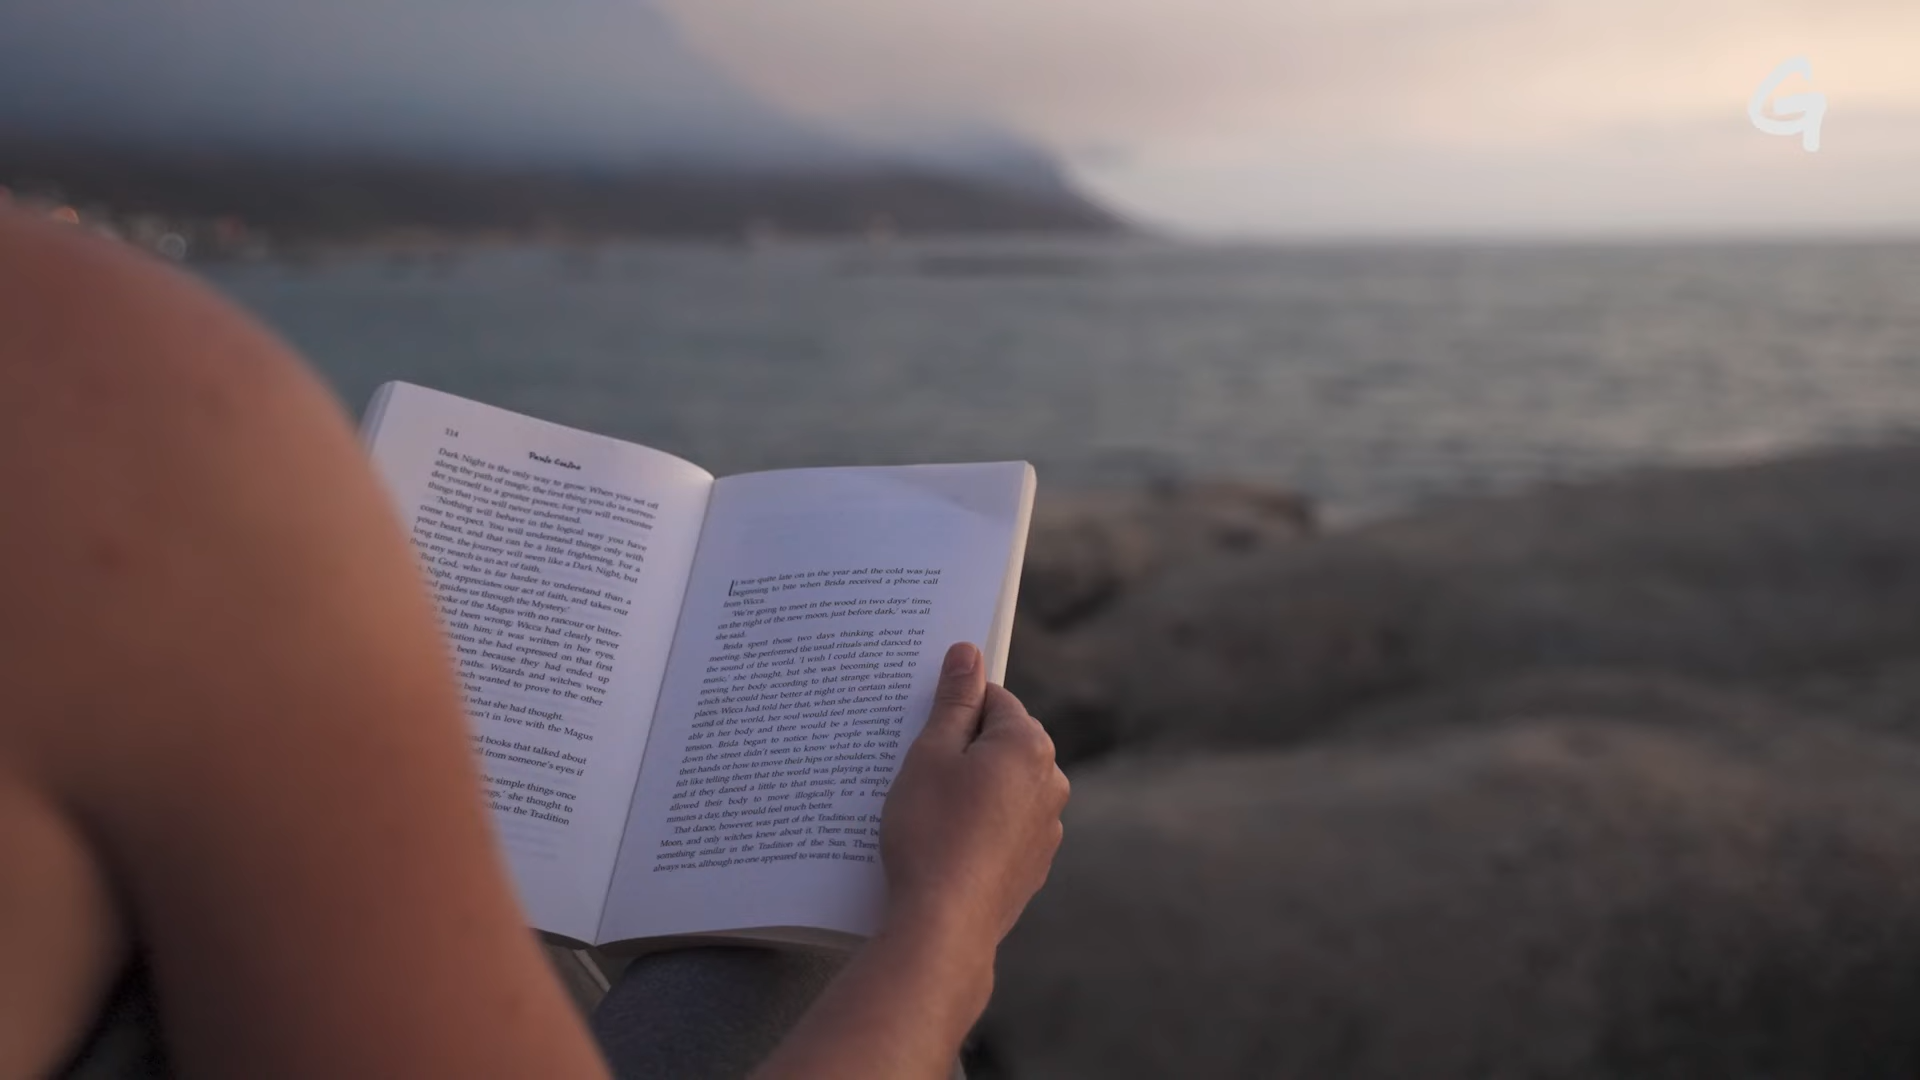 G
114
Paulo Coelho
Dark Night is the only way to grow. When you set off
along the path of magic, the first thing you do is surren-
der yourself to a greater power, for you will encounter
things that you will never understand.
'Nothing will behave in the logical way you have
come to expect. You will understand things only with
your heart, and that can be a little frightening. For a
long time, the journey will seem like a Dark Night, but
then any search is an act of faith.
'But God, who is far harder to understand than a
Night, appreciates our act of faith, and takes our
guides us through the Mystery.'
spoke of the Magus with no rancour or bitter-
had been wrong; Wicca had clearly never
with him; it was written in her eyes.
she had expressed on that first
been because they had ended up
paths. Wizards and witches were
each wanted to prove to the other
best.
what she had thought.
in love with the Magus
books that talked about
from someone's eyes if
the simple things once
she thought to
follow the Tradition
It was quite late on in the year and the cold was just
beginning to bite when Brida received a phone call
from Wicca.
'We're going to meet in the wood in two days' time,
on the night of the new moon, just before dark,' was all
she said.
Brida spent those two days thinking about that
meeting. She performed the usual rituals and danced to
the sound of the world. 'I wish I could dance to some
music,' she thought, but she was becoming used to
moving her body according to that strange vibration,
which she could hear better at night or in certain silent
places. Wicca had told her that, when she danced to the
sound of the world, her soul would feel more comfort-
able in her body and there would be a lessening of
tension. Brida began to notice how people walking
down the street didn't seem to know what to do with
their hands or how to move their hips or shoulders. She
felt like telling them that the world was playing a tune
and if they danced a little to that music, and simply
allowed their body to move illogically for a few
minutes a day, they would feel much better.
That dance, however, was part of the Tradition of the
Moon, and only witches knew about it. There must be
something similar in the Tradition of the Sun. There
always was, although no one appeared to want to learn it.